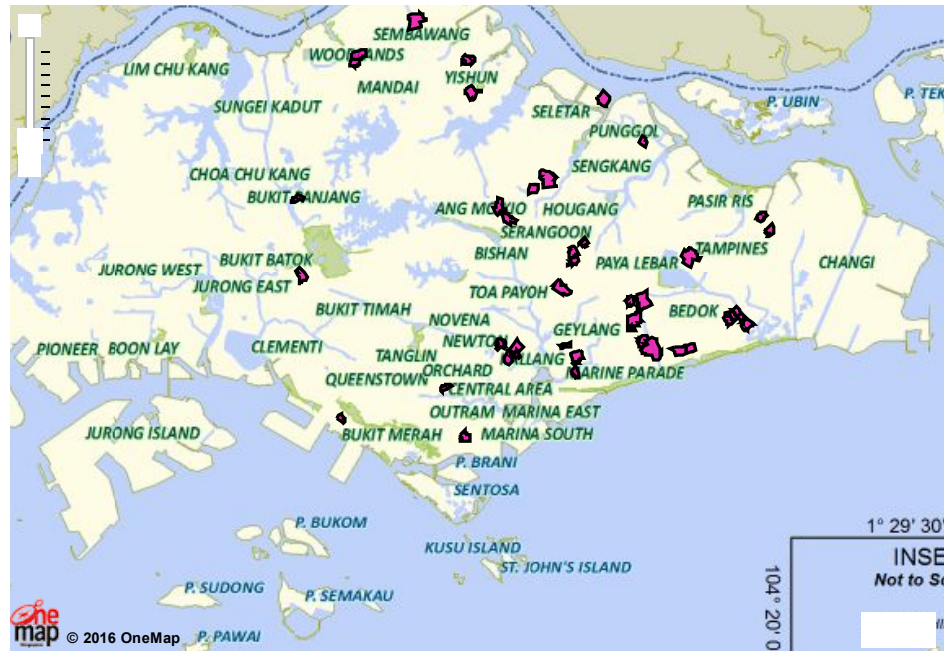 SEMBAWANG
WOODLANDS
LIM CHU KANG
YISHUN
MANDAI
P. UBIN
P. TEK
SUNGEI KADUT
SELETAR
PUNGGOL
SENGKANG
CHOA CHU KANG
BUKIT PANJANG
PASIR RIS
ANG MO KIO
HOUGANG
SERANGOON
BISHAN
TAMPINES
BUKIT BATOK
PAYA LEBAR
CHANGI
JURONG WEST
JURONG EAST
TOA PAYOH
BUKIT TIMAH
BEDOK
NOVENA
GEYLANG
NEWTON
PIONEER
BOON LAY
CLEMENTI
TANGLIN
KALLANG
ORCHARD
MARINE PARADE
QUEENSTOWN
CENTRAL AREA
OUTRAM
MARINA EAST
JURONG ISLAND
BUKIT MERAH
MARINA SOUTH
P. BRANI
SENTOSA
P. BUKOM
1° 29' 30'
KUSU ISLAND
INSE
ST. JOHN'S ISLAND
Not to Sc
104° 20' 0
P. SUDONG
P. SEMAKAU
One
map © 2016 OneMap
P. PAWAI